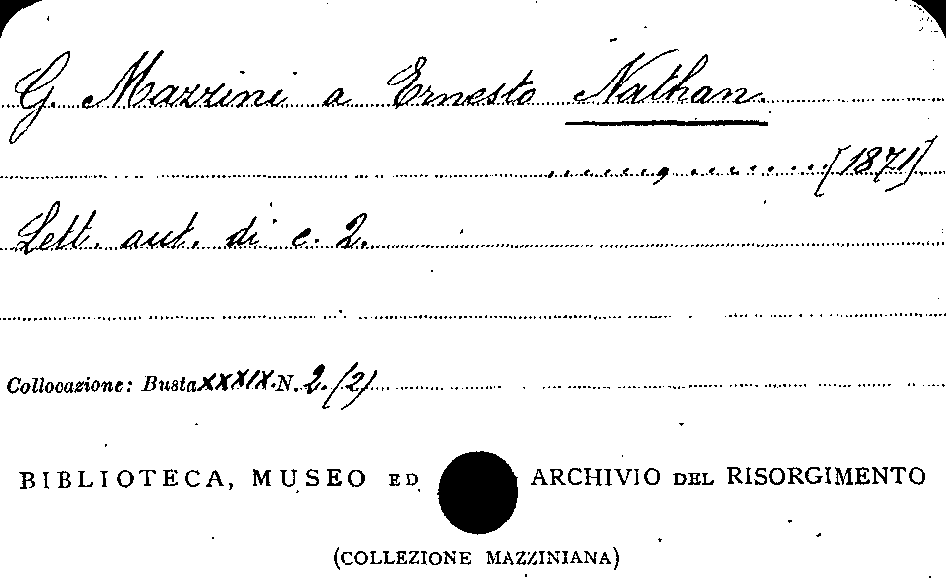 G. Mazzini a Ernesto Nathan.
......,.......[1871]
Lett. aut. di c. 2.
Collocazione: Busta XXXIX. N. 2. (2)
BIBLIOTECA, MUSEO ED ARCHIVIO DEL RISORGIMENTO
(COLLEZIONE MAZZINIANA)